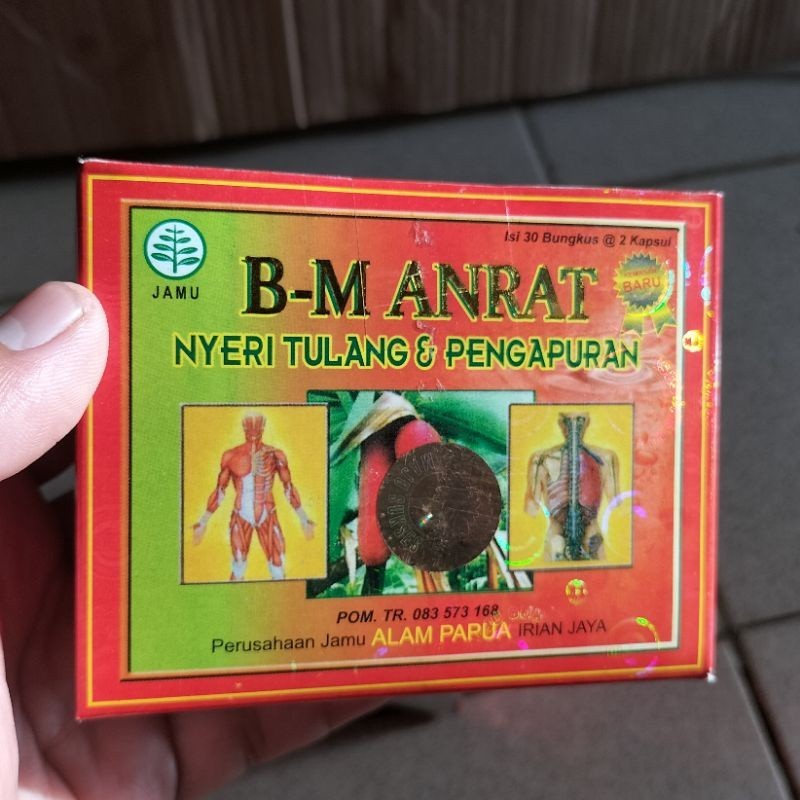 Isi 30 Bungkus @ 2 Kapsul
JAMU
B-M ANRAT
BARU
NYERI TULANG & PENGAPURAN
POM. TR. 083 573 168
Perusahaan Jamu ALAM PAPUA IRIAN JAYA